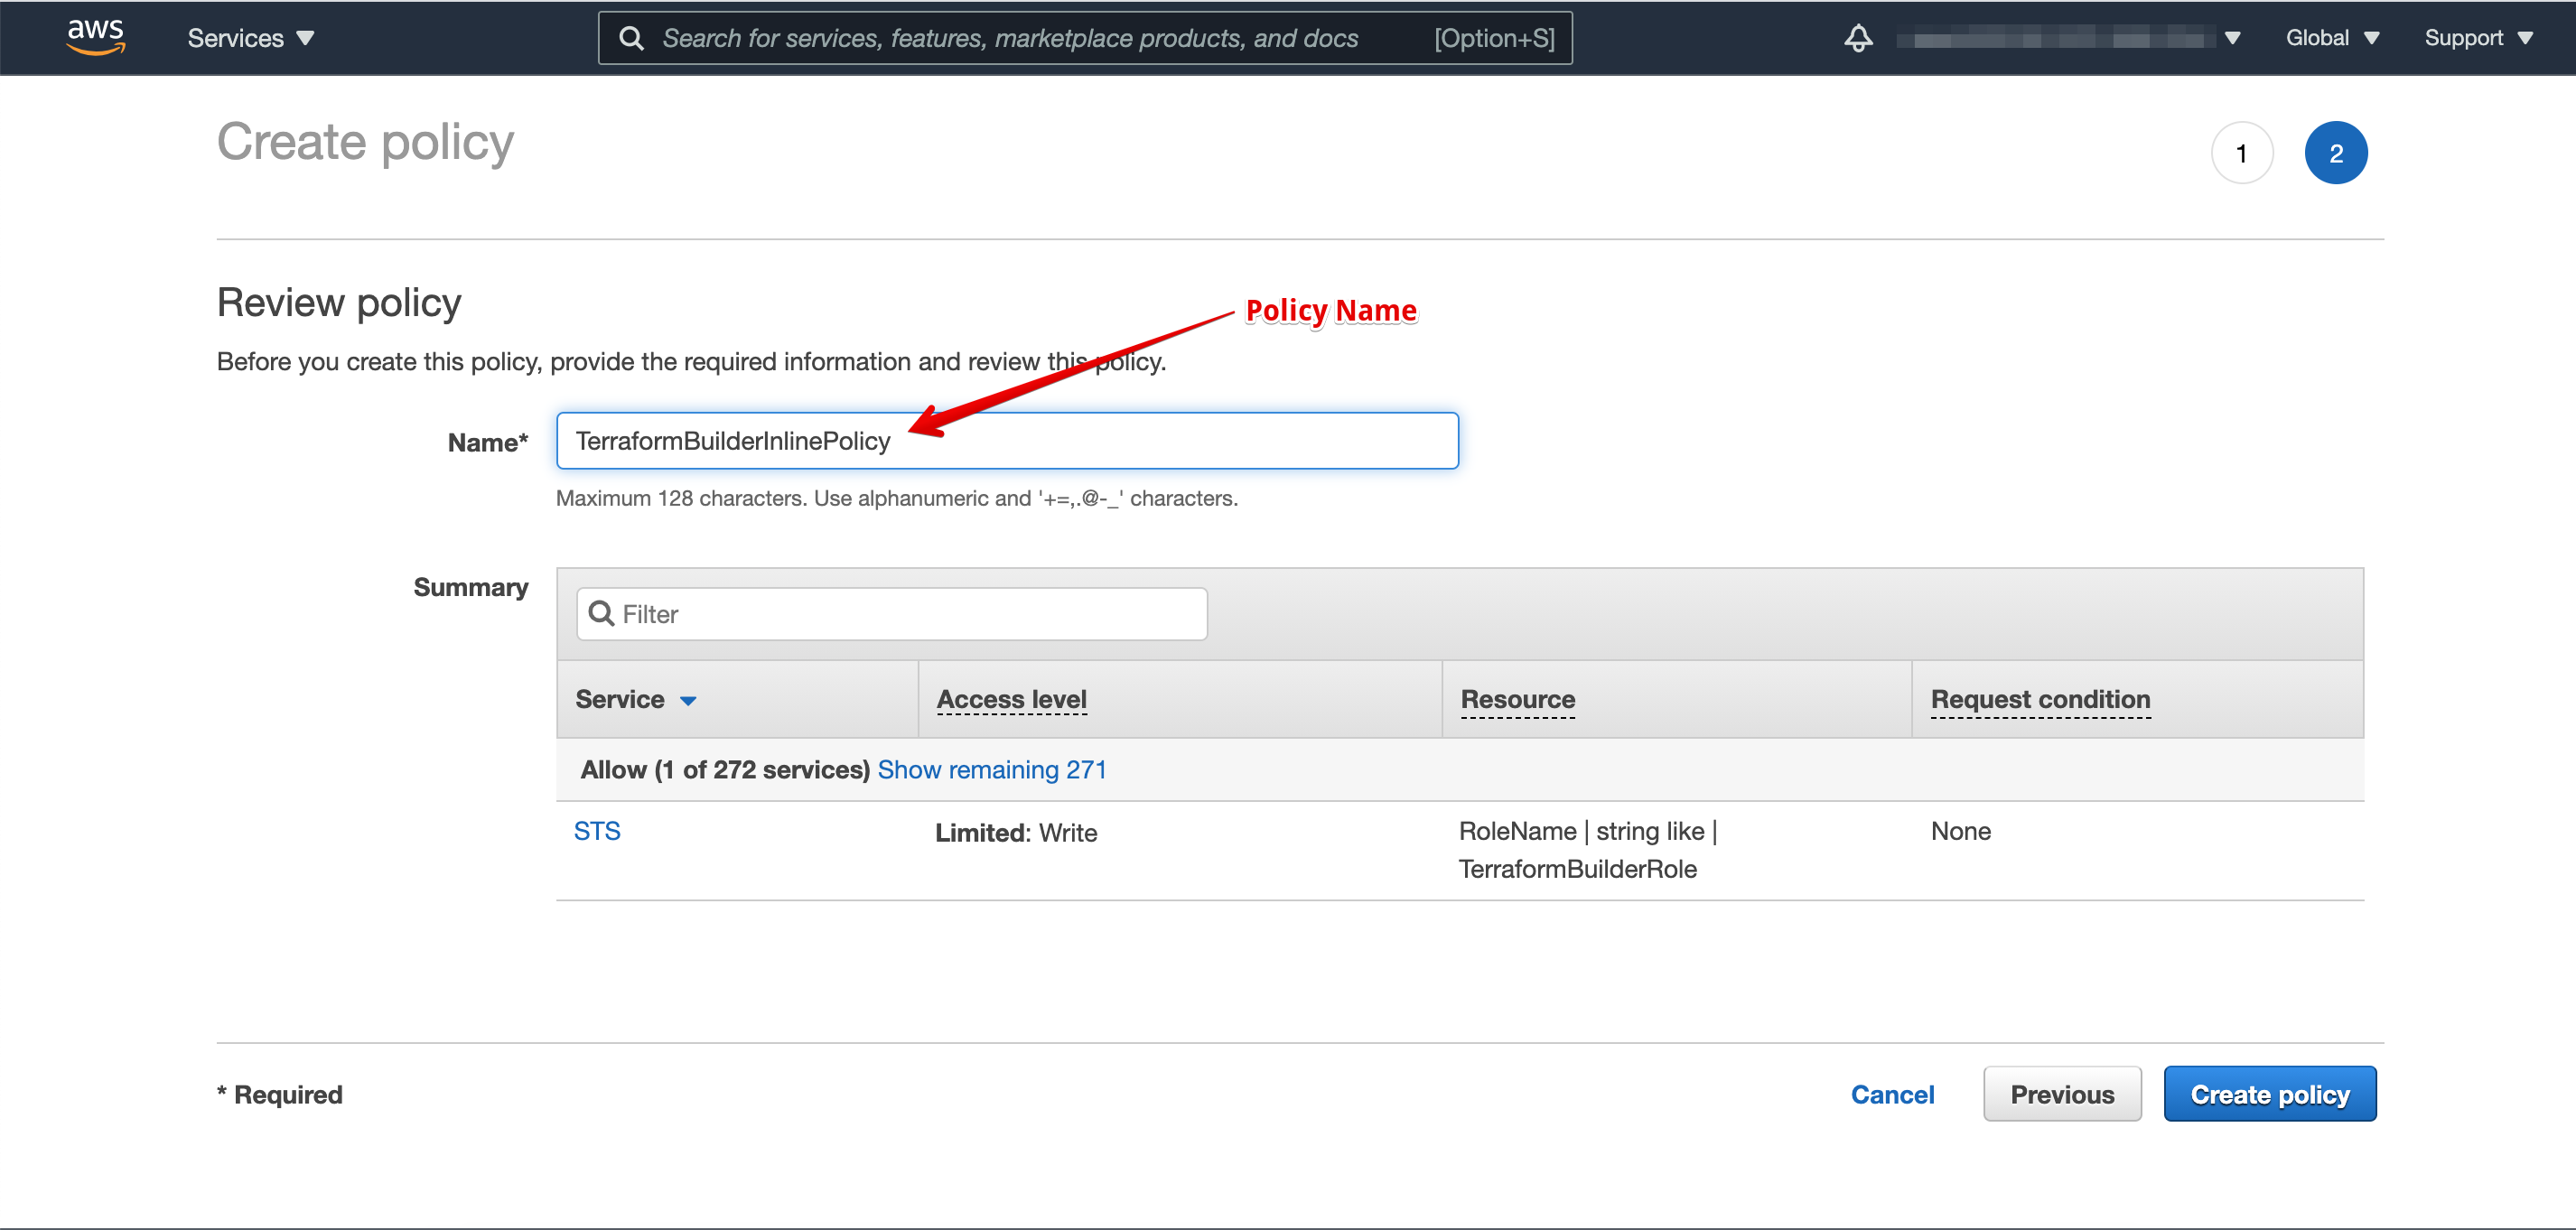 aws Services Search for services, features, marketplace products, and docs [Option+S] Global Support
Create policy 1 2
Review policy
Policy Name
Before you create this policy, provide the required information and review this policy.
Name* TerraformBuilderInlinePolicy
Maximum 128 characters. Use alphanumeric and '+=,.@-_' characters.
Summary
Filter
Service Access level Resource Request condition
Allow (1 of 272 services) Show remaining 271
STS Limited: Write RoleName | string like | None
TerraformBuilderRole
* Required Cancel Previous Create policy